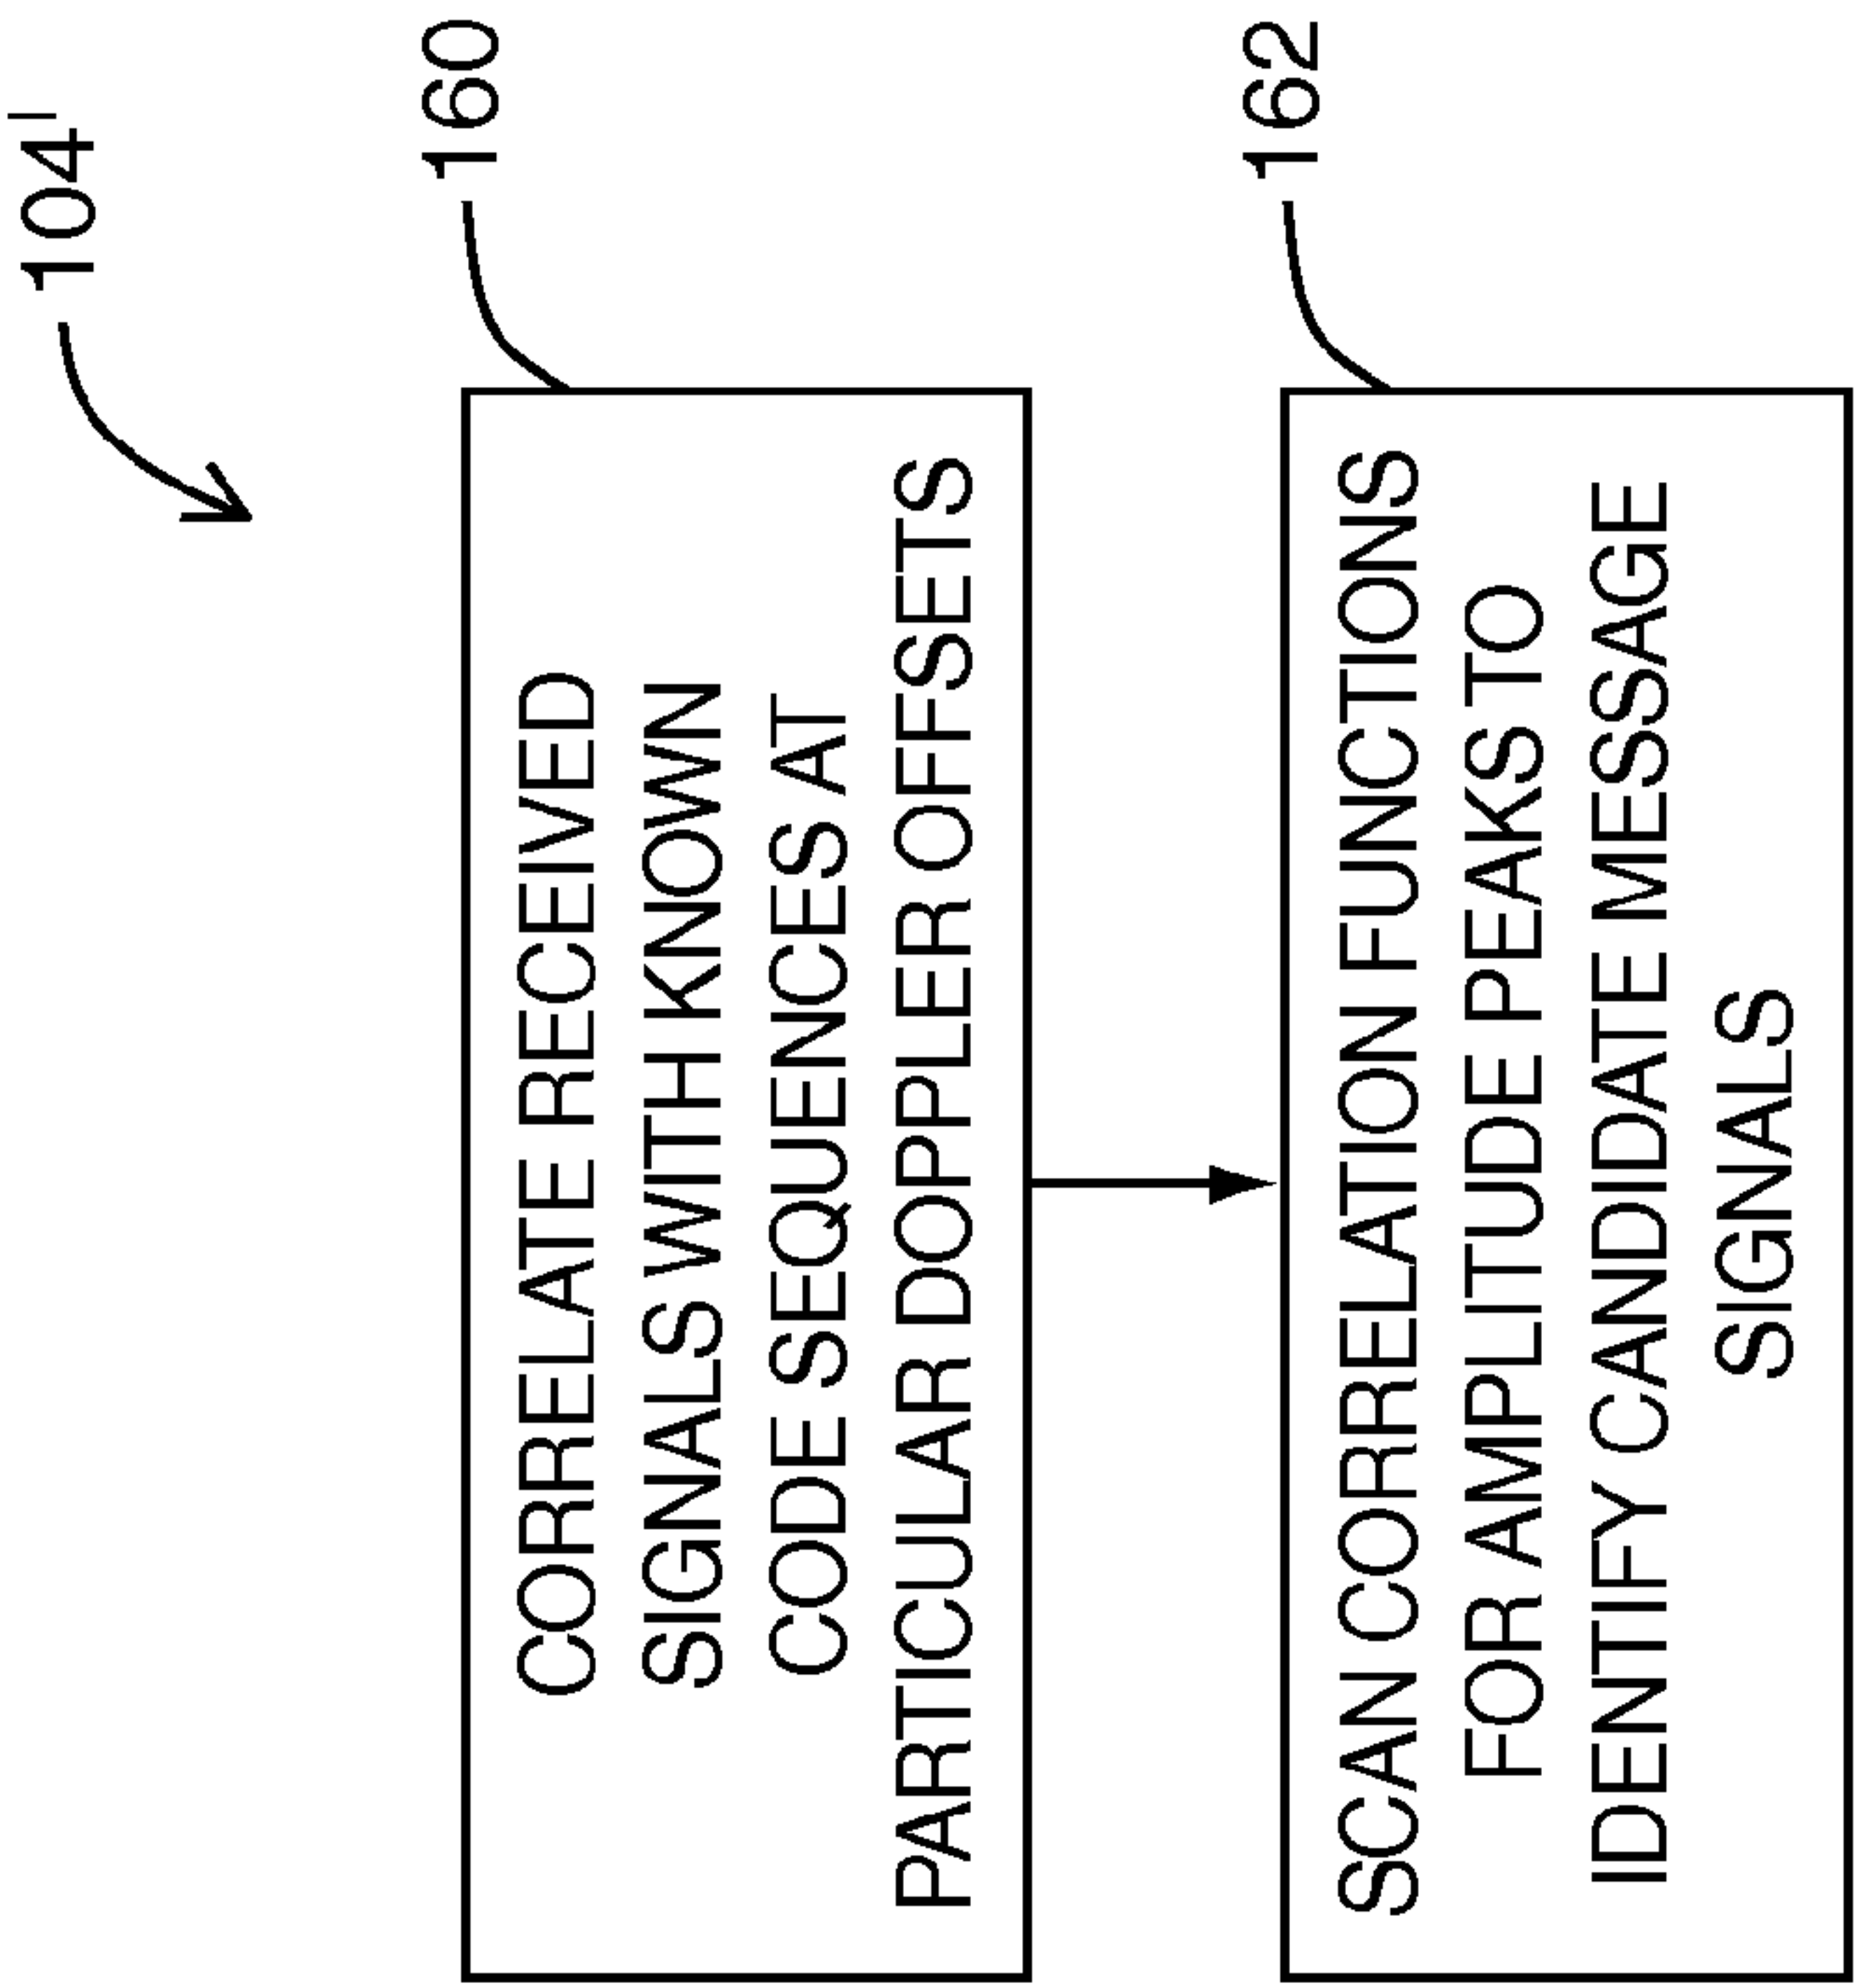 104'
160
CORRELATE RECEIVED
SIGNALS WITH KNOWN
CODE SEQUENCES AT
PARTICULAR DOPPLER OFFSETS
162
SCAN CORRELATION FUNCTIONS
FOR AMPLITUDE PEAKS TO
IDENTIFY CANDIDATE MESSAGE
SIGNALS